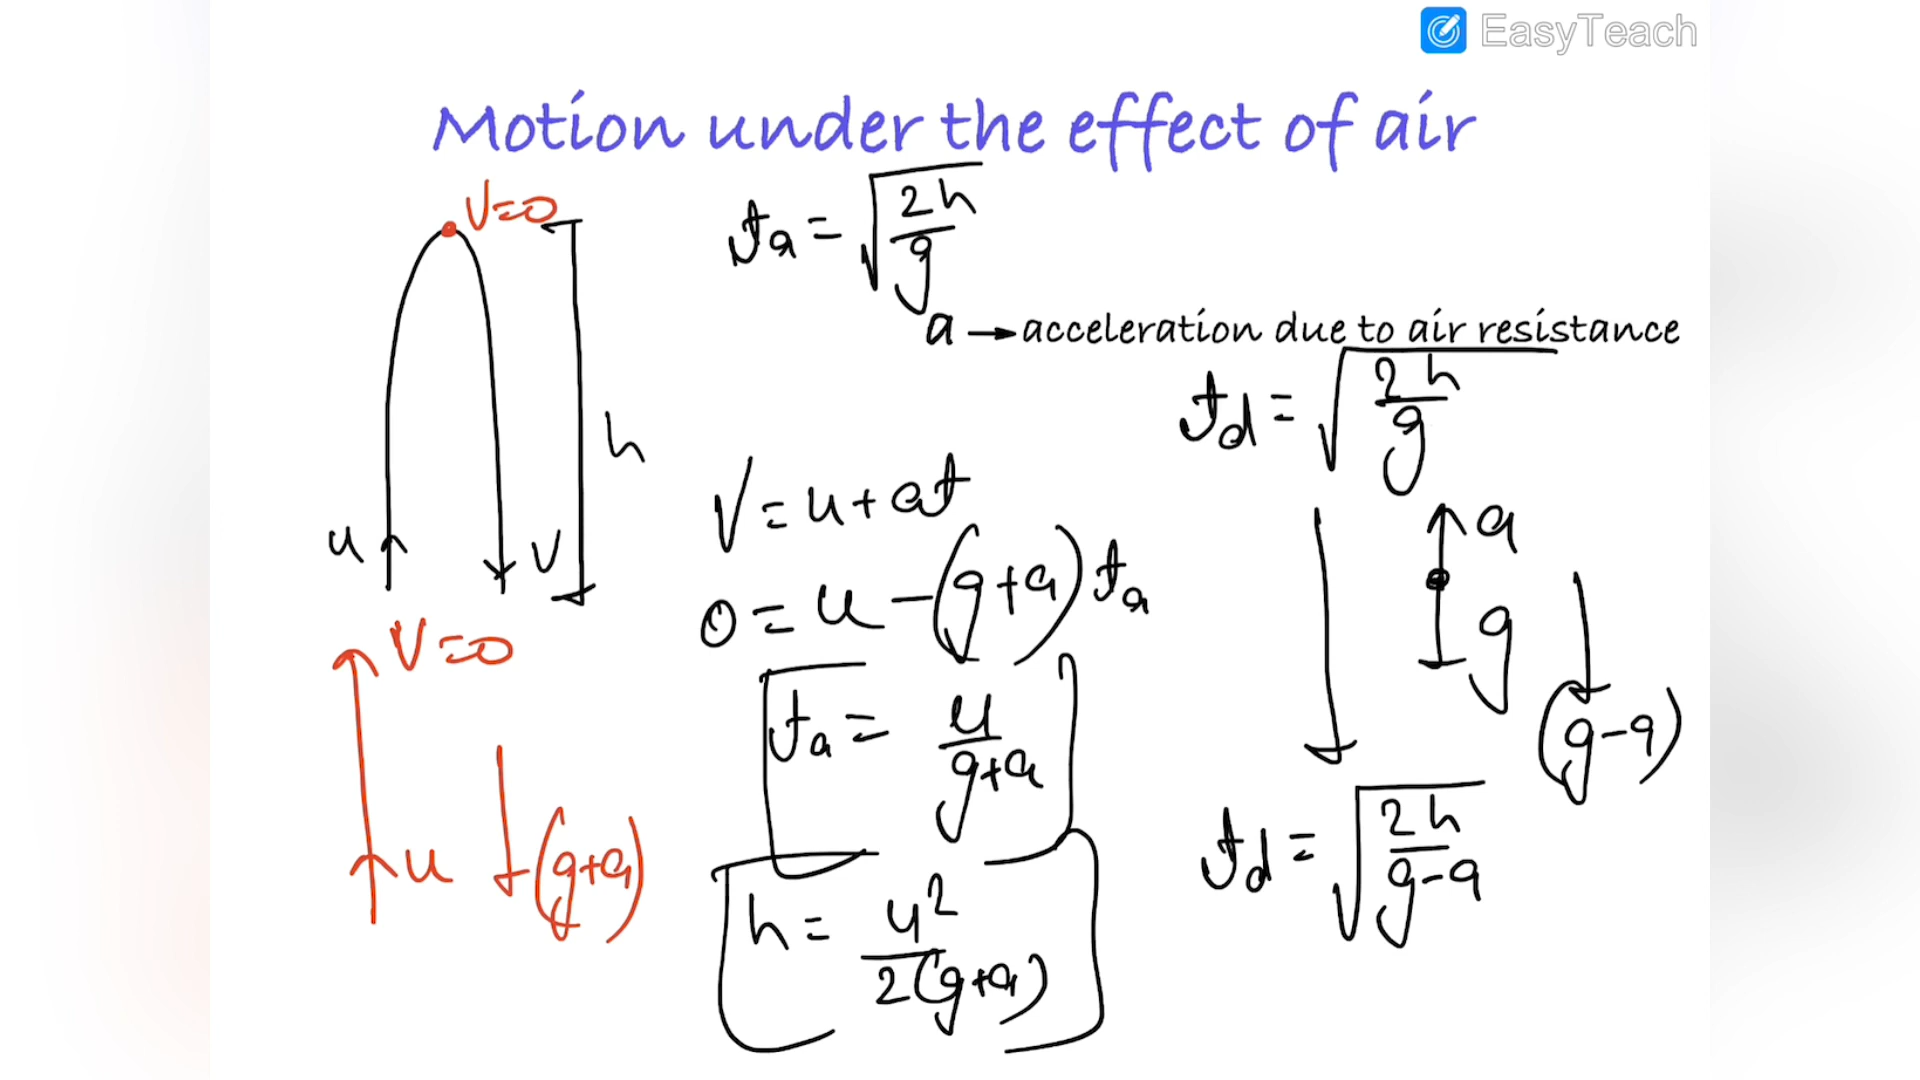 EasyTeach
Motion under the effect of air
V=0
ta = √(2h/g)
a → acceleration due to air resistance
td = √(2h/g)
h
V = u + at
a
u
V
0 = u - (g+a) ta
g
V=0
ta = u/(g+a)
(g-a)
u
(g+a)
td = √(2h/(g-a))
h = u²/2(g+a)